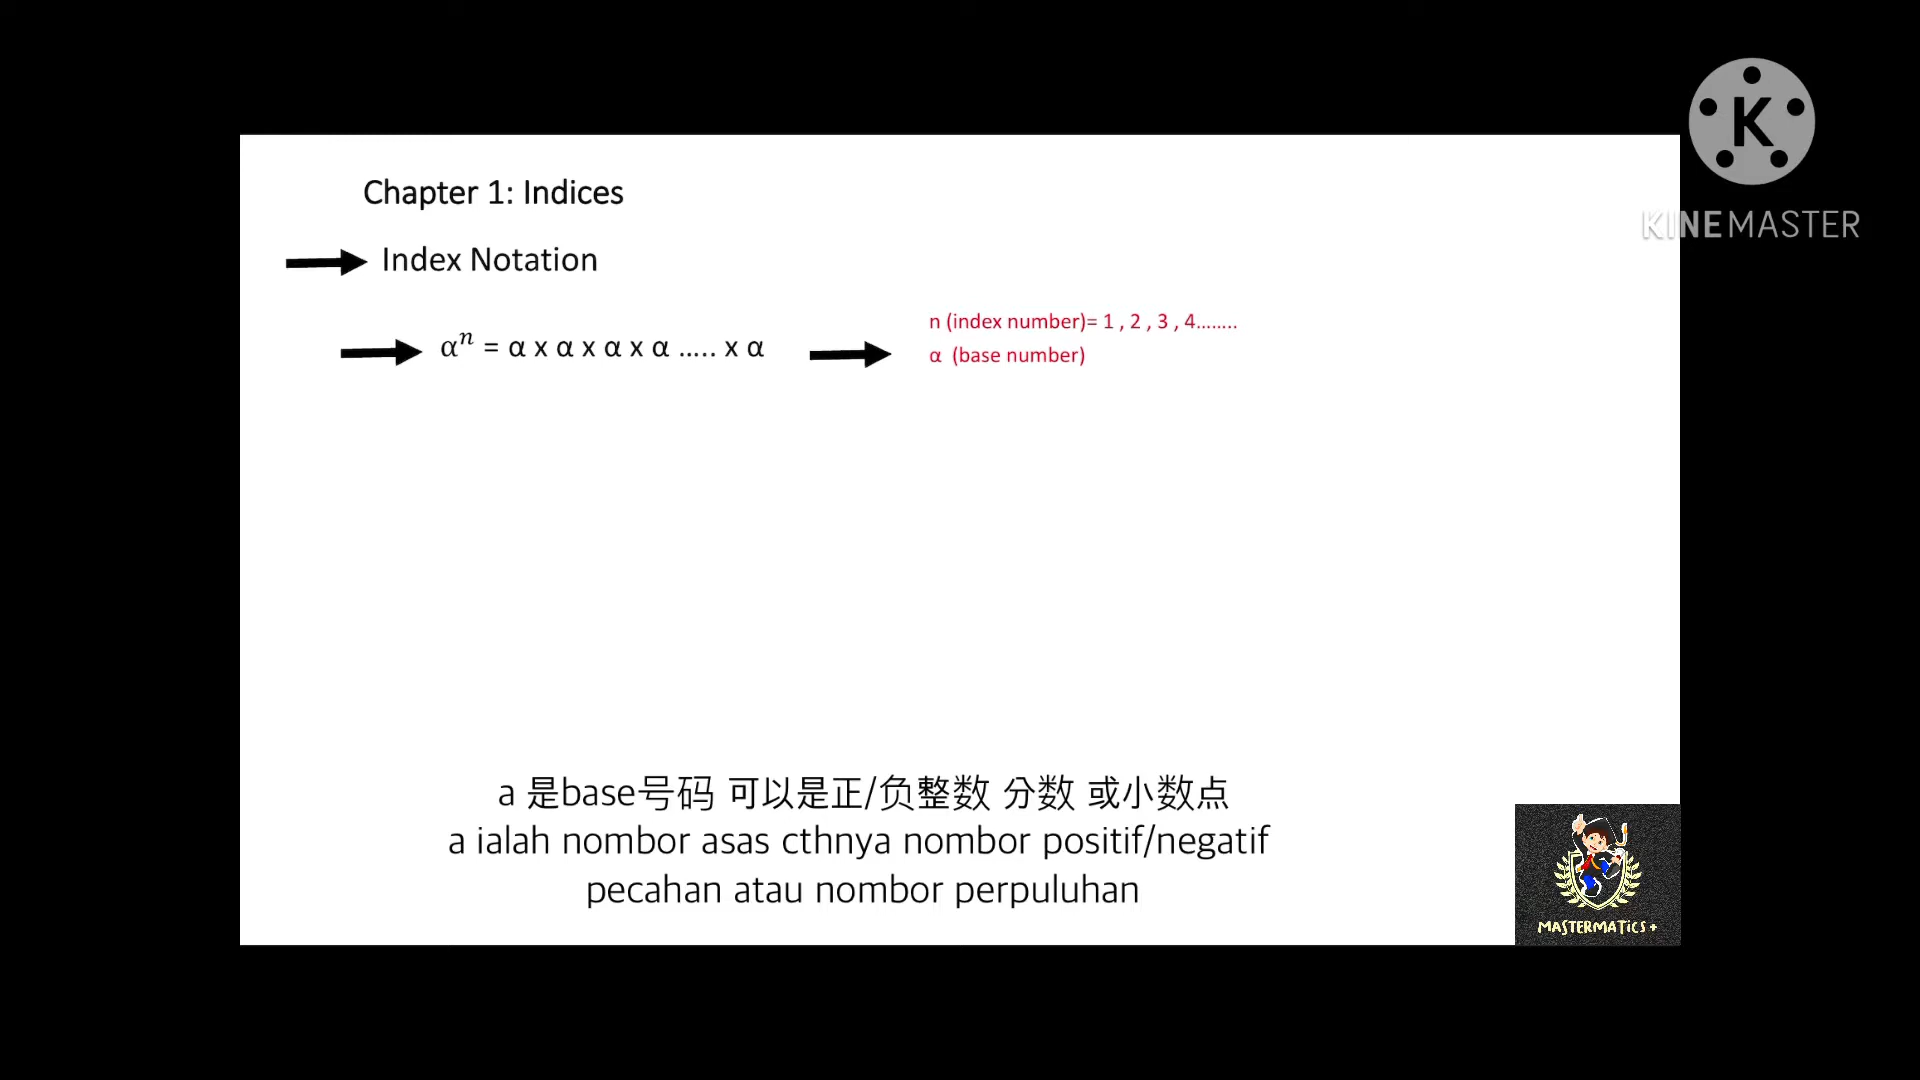 Chapter 1: Indices
Index Notation
αⁿ = α x α x α x α ..... x α
n (index number)= 1 , 2 , 3 , 4........
α (base number)
a 是base号码 可以是正/负整数 分数 或小数点
a ialah nombor asas cthnya nombor positif/negatif
pecahan atau nombor perpuluhan
K
KINEMASTER
MASTERMATiCS +